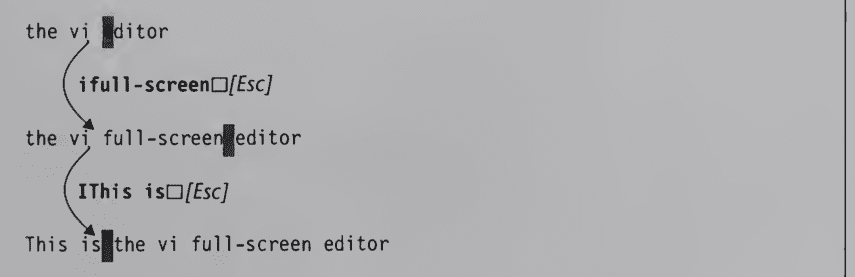 the vi ditor
ifull-screen□[Esc]
the vi full-screen editor
IThis is□[Esc]
This is the vi full-screen editor